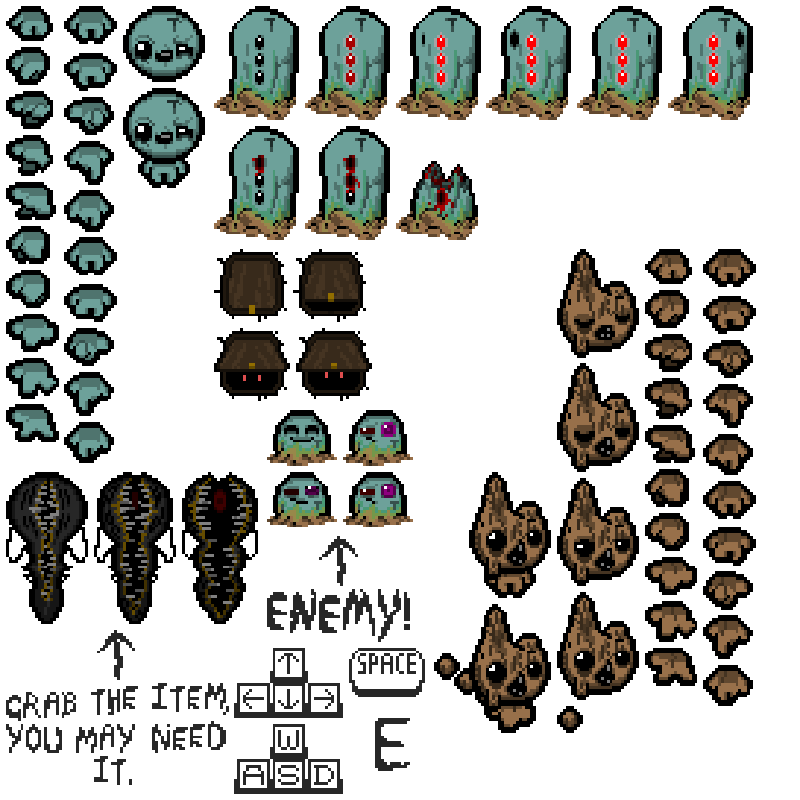 ENEMY!
SPACE
GRAB THE ITEM,
YOU MAY NEED
IT.
W
A S D
E